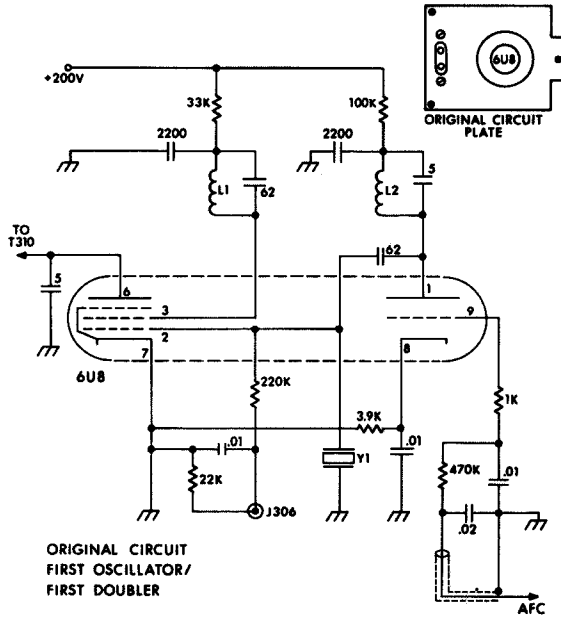 +200V
33K
100K
6U8
ORIGINAL CIRCUIT
PLATE
2200
2200
L1
62
L2
5
TO
T310
62
5
6
3
2
7
1
9
8
6U8
220K
3.9K
1K
.01
22K
Y1
.01
470K
.01
J306
.02
ORIGINAL CIRCUIT
FIRST OSCILLATOR/
FIRST DOUBLER
AFC